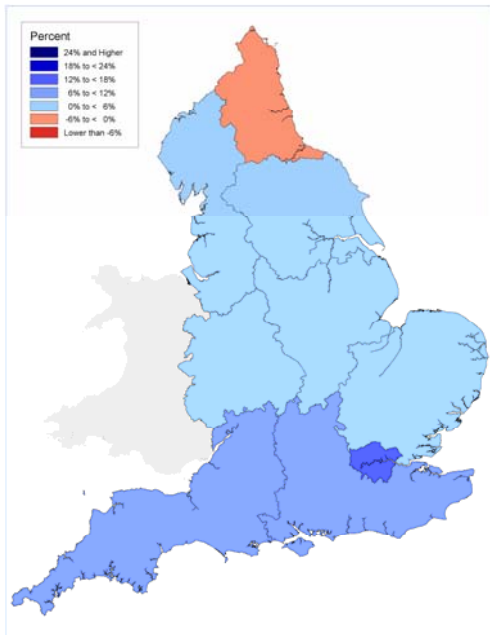 Percent
24% and Higher
18% to < 24%
12% to < 18%
6% to < 12%
0% to < 6%
-6% to < 0%
Lower than -6%